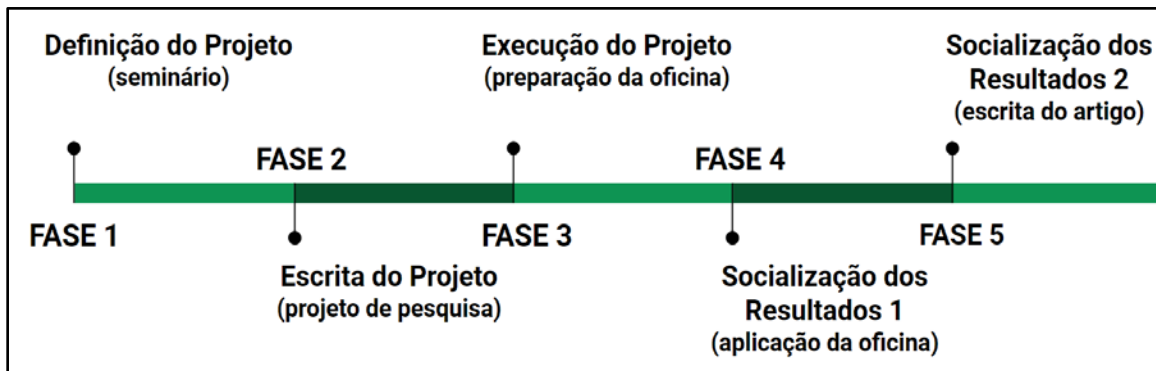 Definição do Projeto
(seminário)
Execução do Projeto
(preparação da oficina)
Socialização dos
Resultados 2
(escrita do artigo)
FASE 2
FASE 4
FASE 1
FASE 3
FASE 5
Escrita do Projeto
(projeto de pesquisa)
Socialização dos
Resultados 1
(aplicação da oficina)